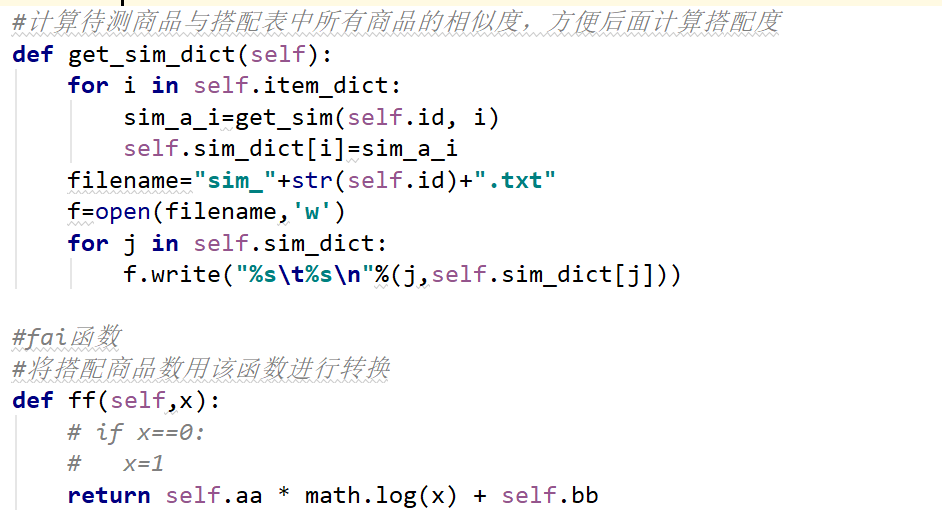 #计算待测商品与搭配表中所有商品的相似度，方便后面计算搭配度
def get_sim_dict(self):
    for i in self.item_dict:
        sim_a_i=get_sim(self.id, i)
        self.sim_dict[i]=sim_a_i
    filename="sim_"+str(self.id)+".txt"
    f=open(filename,'w')
    for j in self.sim_dict:
        f.write("%s\t%s\n"%(j,self.sim_dict[j]))
#fai函数
#将搭配商品数用该函数进行转换
def ff(self,x):
    # if x==0:
    #   x=1
    return self.aa * math.log(x) + self.bb